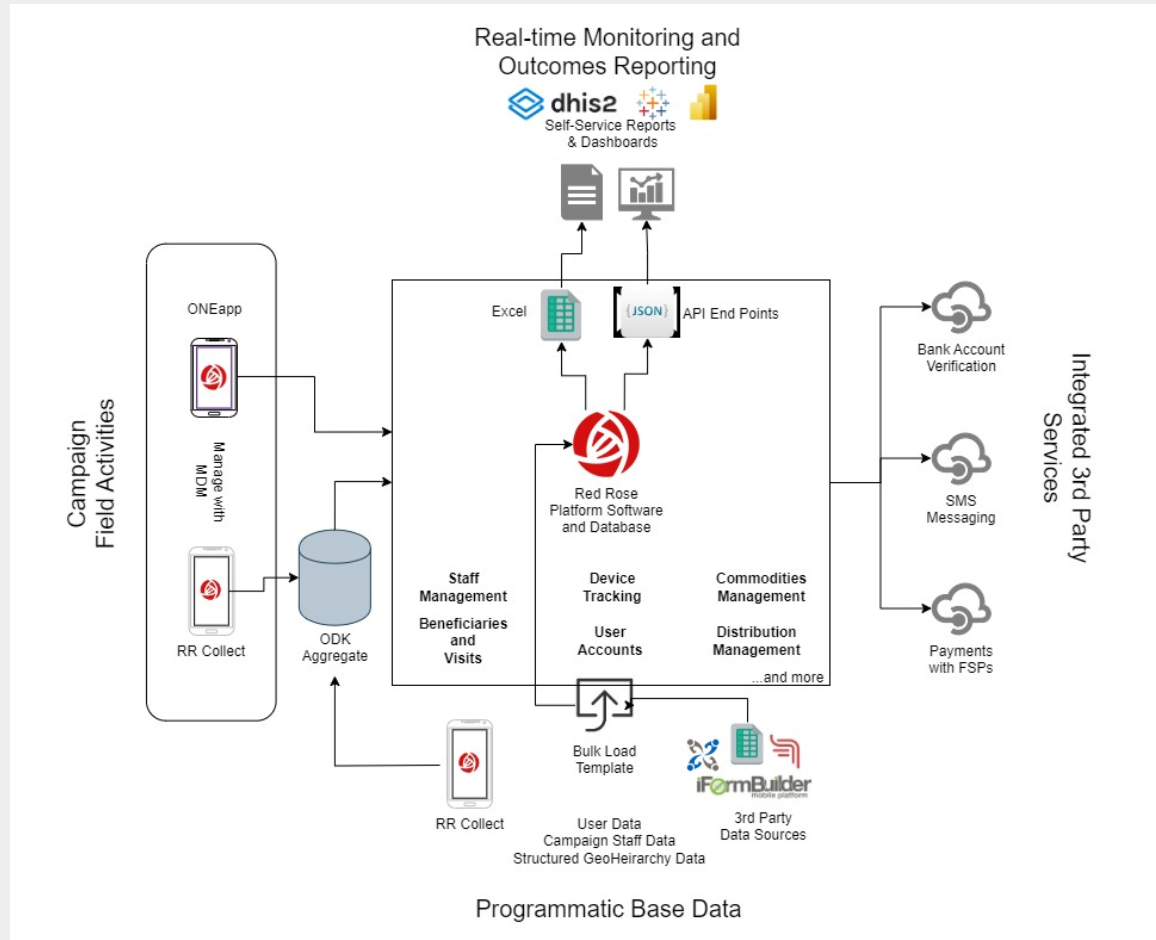 Real-time Monitoring and
Outcomes Reporting
dhis2
Self-Service Reports
& Dashboards
ONEapp
Excel
{JSON}
API End Points
Bank Account
Verification
Campaign
Field Activities
Manage with
MDM
Red Rose
Platform Software
and Database
Integrated 3rd Party
Services
SMS
Messaging
RR Collect
ODK
Aggregate
Staff
Management
Device
Tracking
Commodities
Management
Beneficiaries
and
Visits
User
Accounts
Distribution
Management
...and more
Payments
with FSPs
Bulk Load
Template
iFormBuilder
mobile platform
RR Collect
3rd Party
Data Sources
User Data
Campaign Staff Data
Structured GeoHeirarchy Data
Programmatic Base Data